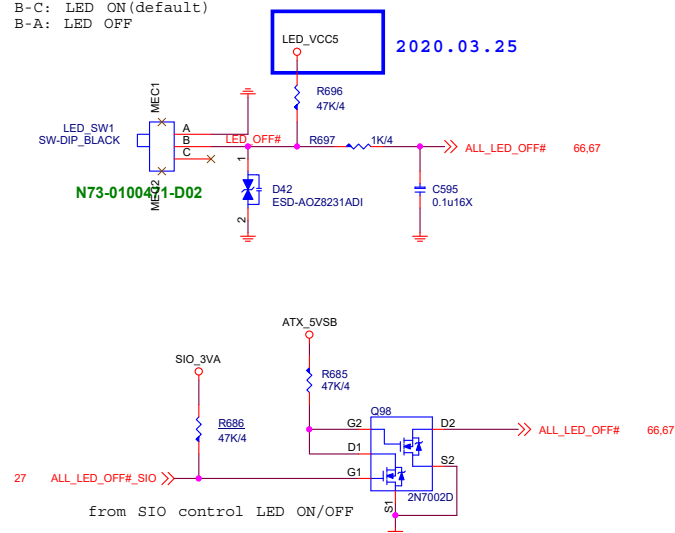 B-C: LED ON(default)
B-A: LED OFF
LED_VCC5
2020.03.25
R696
47K/4
MEC1
LED_SW1
SW-DIP_BLACK
A
B
C
LED_OFF#
R697
1K/4
ALL_LED_OFF#
66,67
1
N73-0100471-D02
MEC2
D42
ESD-AOZ8231ADI
2
C595
0.1u16X
ATX_5VSB
SIO_3VA
R685
47K/4
R686
47K/4
Q98
G2
D2
ALL_LED_OFF#
66,67
D1
S2
G1
27
ALL_LED_OFF#_SIO
2N7002D
S1
from SIO control LED ON/OFF